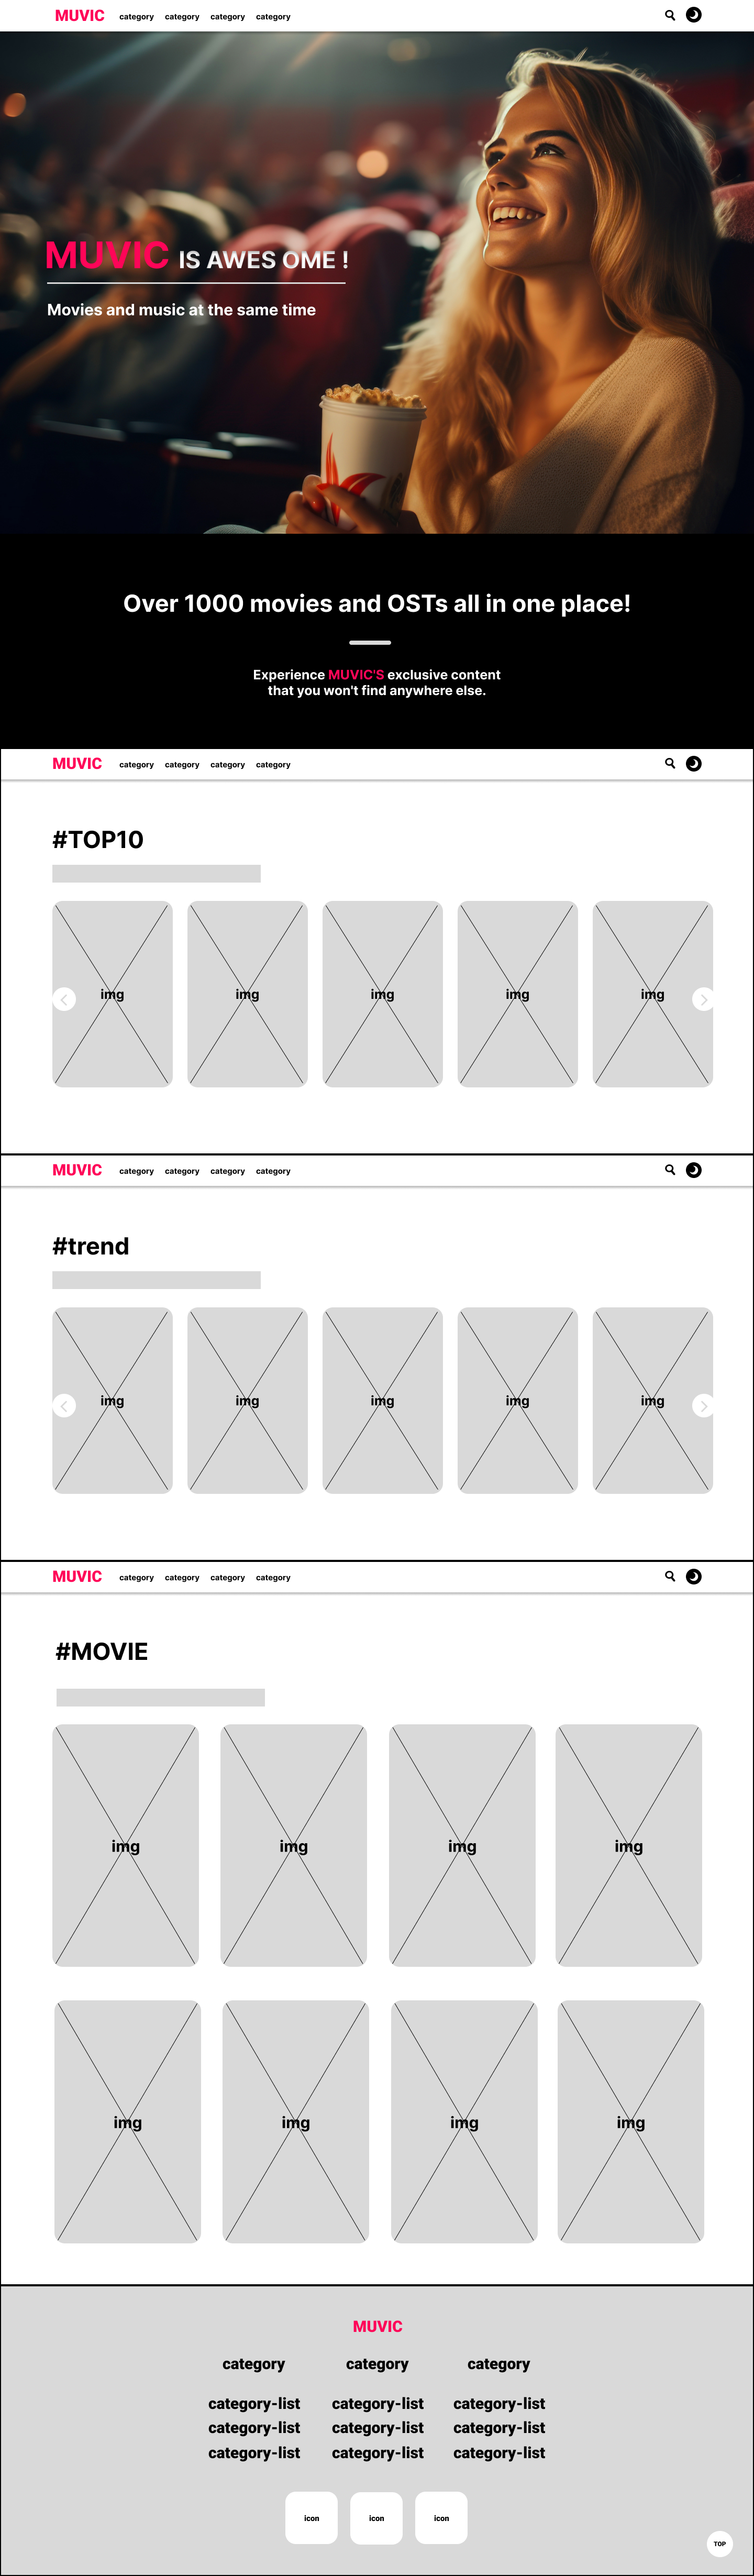 MUVIC category category category category
MUVIC IS AWES OME !
Movies and music at the same time
Over 1000 movies and OSTs all in one place!
Experience MUVIC'S exclusive content
that you won't find anywhere else.
MUVIC category category category category
#TOP10
img img img img img
MUVIC category category category category
#trend
img img img img img
MUVIC category category category category
#MOVIE
img img img img
img img img img
MUVIC
category category category
category-list category-list category-list
category-list category-list category-list
category-list category-list category-list
icon icon icon
TOP